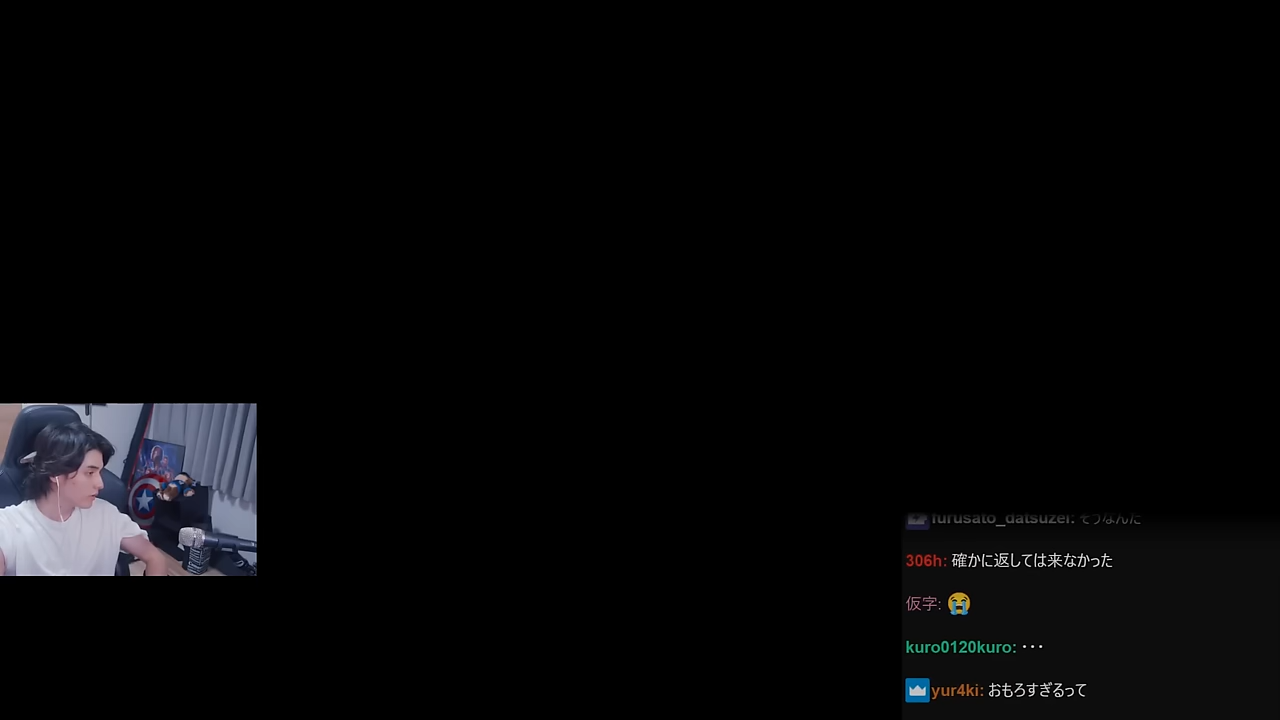 furusato_datsuzei: そうなんだ
306h: 確かに返しては来なかった
仮字: 😭
kuro0120kuro: ･･･
yur4ki: おもろすぎるって